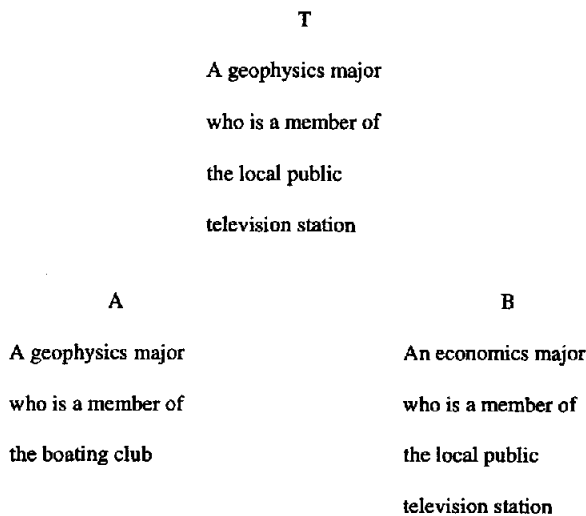 T
A geophysics major
who is a member of
the local public
television station
A
A geophysics major
who is a member of
the boating club
B
An economics major
who is a member of
the local public
television station